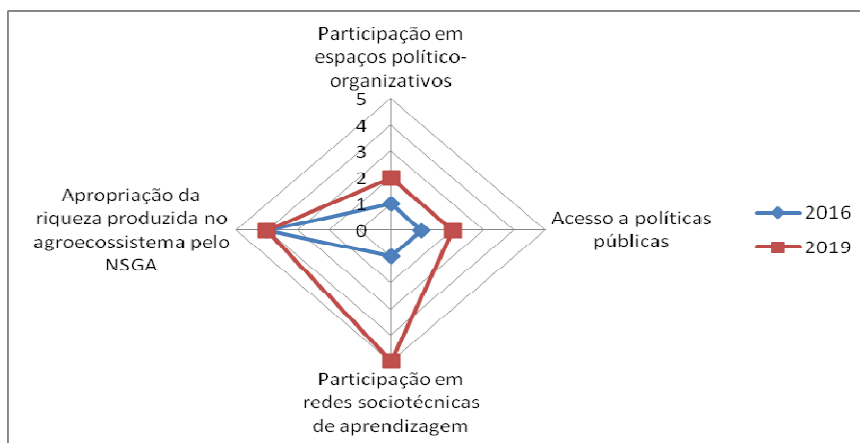 Participação em
espaços político-
organizativos
5
4
3
2
1
0
Apropriação da
riqueza produzida no
agroecossistema pelo
NSGA
Acesso a políticas
públicas
2016
2019
Participação em
redes sociotécnicas
de aprendizagem